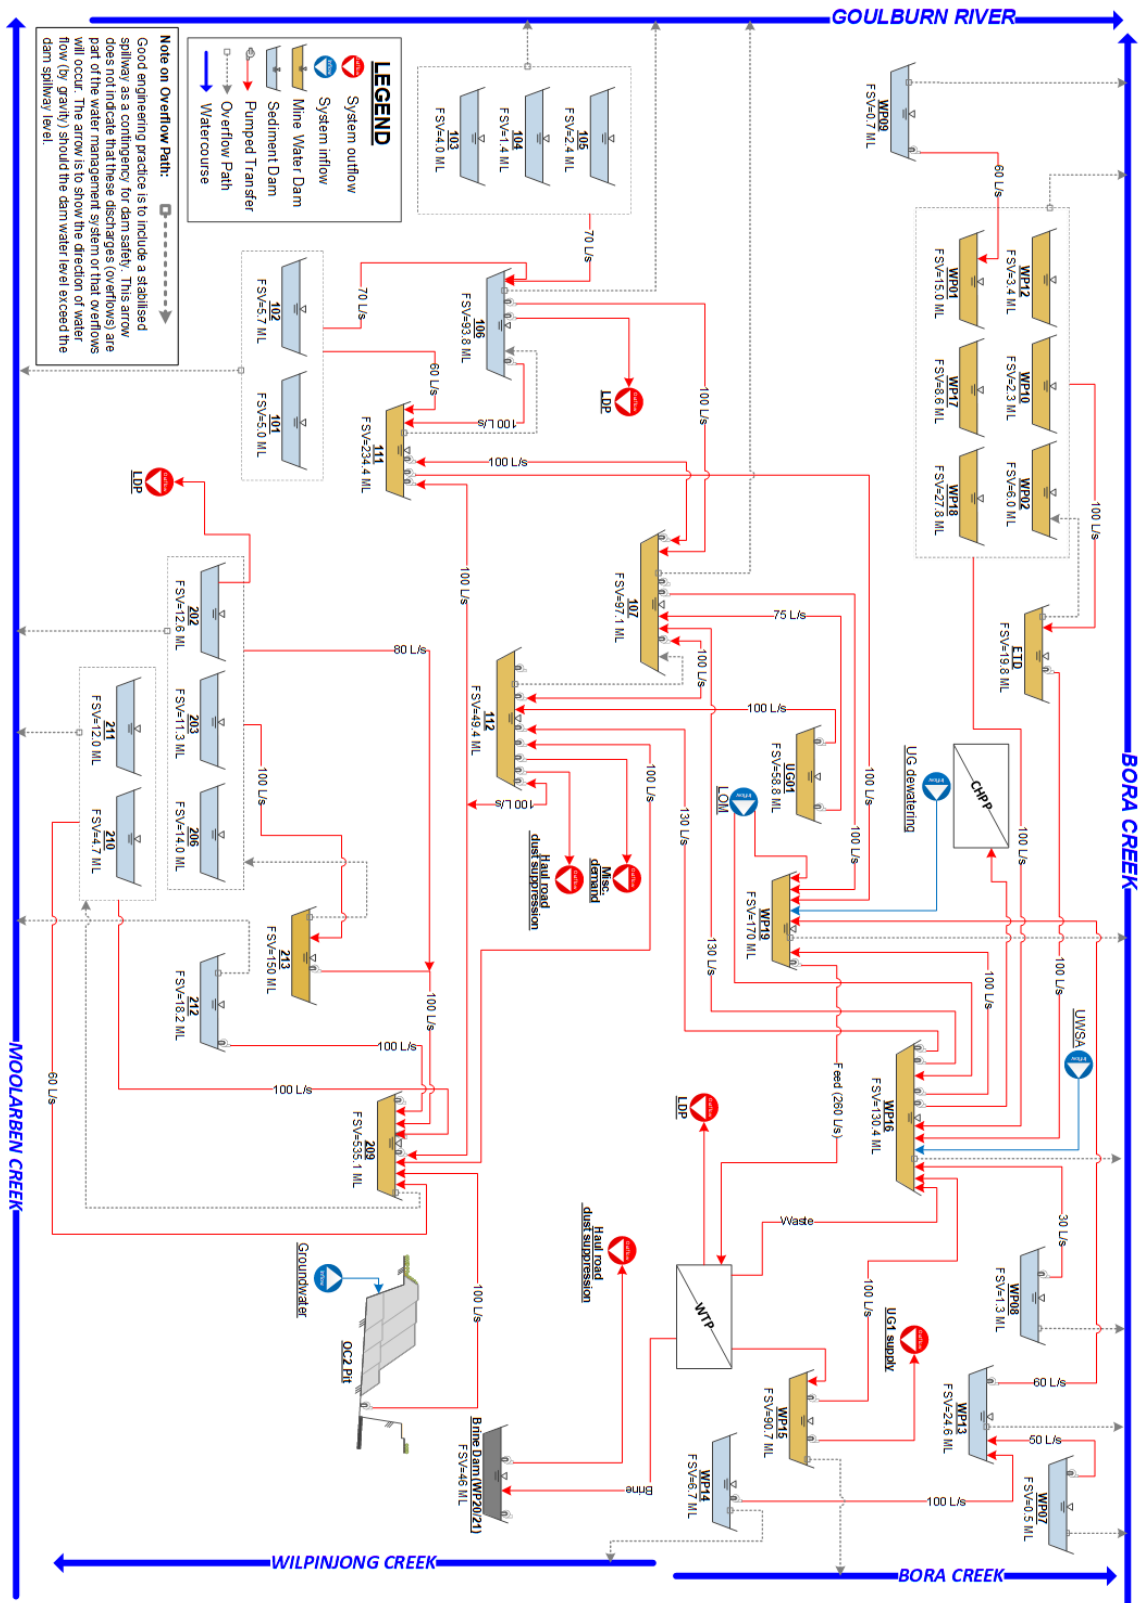 GOULBURN RIVER
BORA CREEK
MOOLARBEN CREEK
WILPINJONG CREEK
BORA CREEK
Note on Overflow Path:
Good engineering practice is to include a stabilised
spillway as a contingency for dam safety. This arrow
does not indicate that these discharges (overflows) are
part of the water management system or that overflows
will occur. The arrow is to show the direction of water
flow (by gravity) should the dam water level exceed the
dam spillway level.
LEGEND
System outflow
System inflow
Mine Water Dam
Sediment Dam
Pumped Transfer
Overflow Path
Watercourse
WP09
FSV=0.7 ML
60 L/s
WP12
FSV=3.4 ML
WP10
FSV=2.3 ML
WP02
FSV=6.0 ML
WP01
FSV=15.0 ML
WP17
FSV=8.6 ML
WP18
FSV=27.8 ML
100 L/s
ETD
FSV=19.8 ML
100 L/s
100 L/s
105
FSV=2.4 ML
104
FSV=1.4 ML
103
FSV=4.0 ML
70 L/s
106
FSV=93.8 ML
100 L/s
Outflow
LDP
70 L/s
60 L/s
100 L/s
102
FSV=5.7 ML
101
FSV=5.0 ML
111
FSV=234.4 ML
100 L/s
100 L/s
100 L/s
107
FSV=97.1 ML
75 L/s
100 L/s
100 L/s
130 L/s
112
FSV=49.4 ML
100 L/s
130 L/s
100 L/s
100 L/s
UG01
FSV=58.8 ML
Outflow
Misc.
demand
Outflow
Haul road
dust suppression
Inflow
LOM
Inflow
UG dewatering
CHPP
WP19
FSV=170 ML
100 L/s
Feed (260 L/s)
Inflow
UWSA
WP16
FSV=130.4 ML
30 L/s
WP08
FSV=1.3 ML
60 L/s
WP13
FSV=24.6 ML
50 L/s
WP07
FSV=0.5 ML
100 L/s
WP14
FSV=6.7 ML
Outflow
UG1 supply
100 L/s
WP15
FSV=90.7 ML
Waste
WTP
Outflow
LDP
Brine
Outflow
Haul road
dust suppression
Brine Dam (WP20/21)
FSV=46 ML
Outflow
LDP
202
FSV=12.6 ML
203
FSV=11.3 ML
206
FSV=14.0 ML
80 L/s
100 L/s
211
FSV=12.0 ML
210
FSV=4.7 ML
213
FSV=150 ML
100 L/s
212
FSV=18.2 ML
100 L/s
100 L/s
60 L/s
209
FSV=535.1 ML
100 L/s
Inflow
Groundwater
OC2 Pit